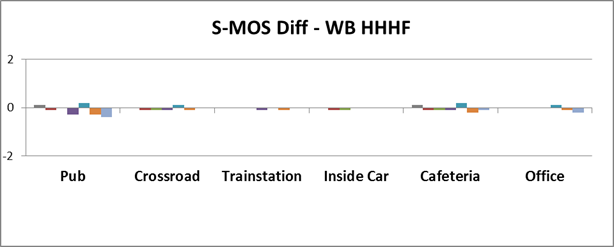 S-MOS Diff - WB HHHF
2
0
-2
Pub Crossroad Trainstation Inside Car Cafeteria Office